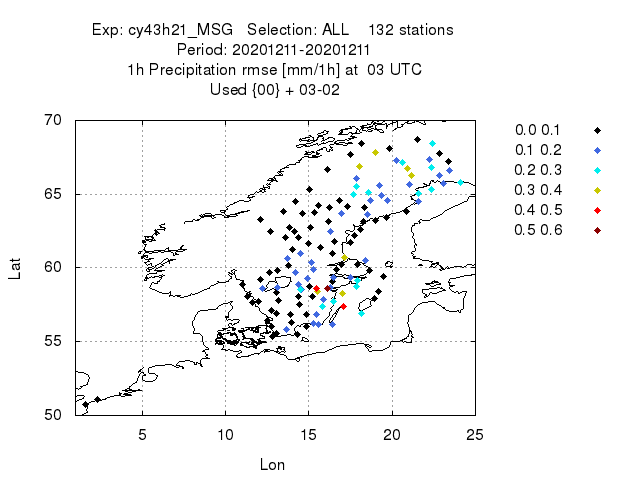 Exp: cy43h21_MSG   Selection: ALL    132 stations
Period: 20201211-20201211
1h Precipitation rmse [mm/1h] at  03 UTC
Used {00} + 03-02
70
65
60
55
50
5 10 15 20 25
Lat
Lon
0.0 0.1
0.1 0.2
0.2 0.3
0.3 0.4
0.4 0.5
0.5 0.6